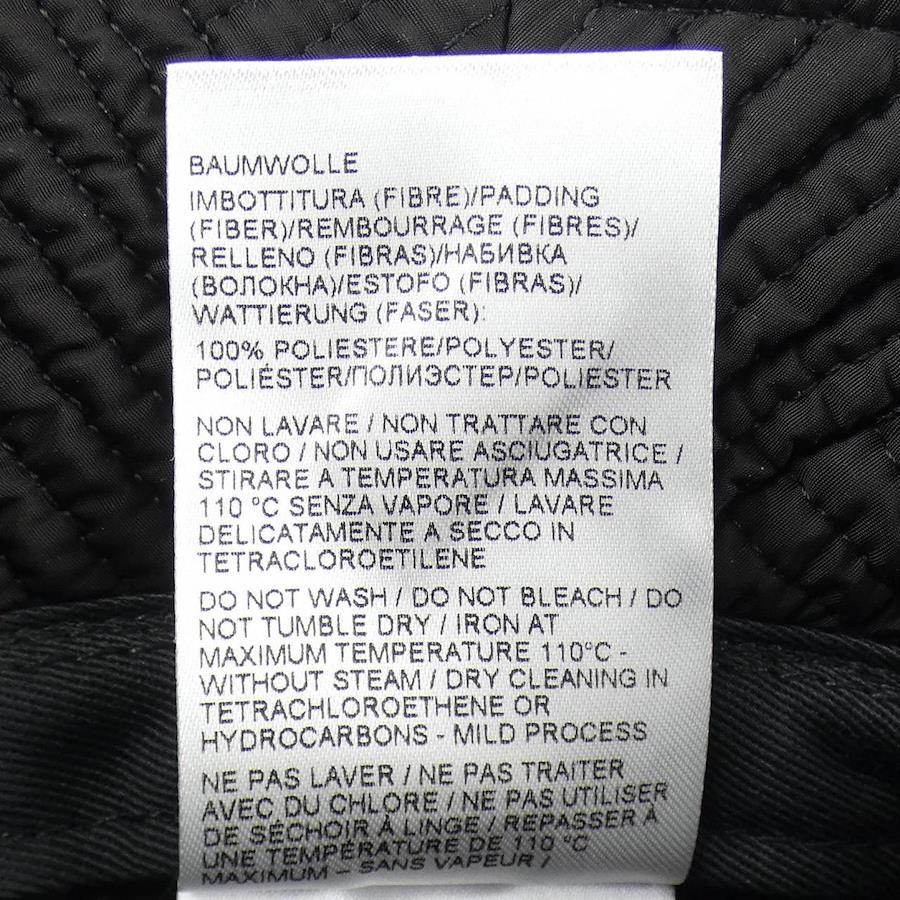 BAUMWOLLE
IMBOTTITURA (FIBRE)/PADDING
(FIBER)/REMBOURRAGE (FIBRES)/
RELLENO (FIBRAS)/НАБИВКА
(ВОЛОКНА)/ESTOFO (FIBRAS)/
WATTIERUNG (FASER):
100% POLIESTERE/POLYESTER/
POLIÉSTER/ПОЛИЭСТЕР/POLIESTER
NON LAVARE / NON TRATTARE CON
CLORO / NON USARE ASCIUGATRICE /
STIRARE A TEMPERATURA MASSIMA
110 °C SENZA VAPORE / LAVARE
DELICATAMENTE A SECCO IN
TETRACLOROETILENE
DO NOT WASH / DO NOT BLEACH / DO
NOT TUMBLE DRY / IRON AT
MAXIMUM TEMPERATURE 110°C -
WITHOUT STEAM / DRY CLEANING IN
TETRACHLOROETHENE OR
HYDROCARBONS - MILD PROCESS
NE PAS LAVER / NE PAS TRAITER
AVEC DU CHLORE / NE PAS UTILISER
DE SÉCHOIR À LINGE / REPASSER À
UNE TEMPÉRATURE DE 110 °C
MAXIMUM - SANS VAPEUR /